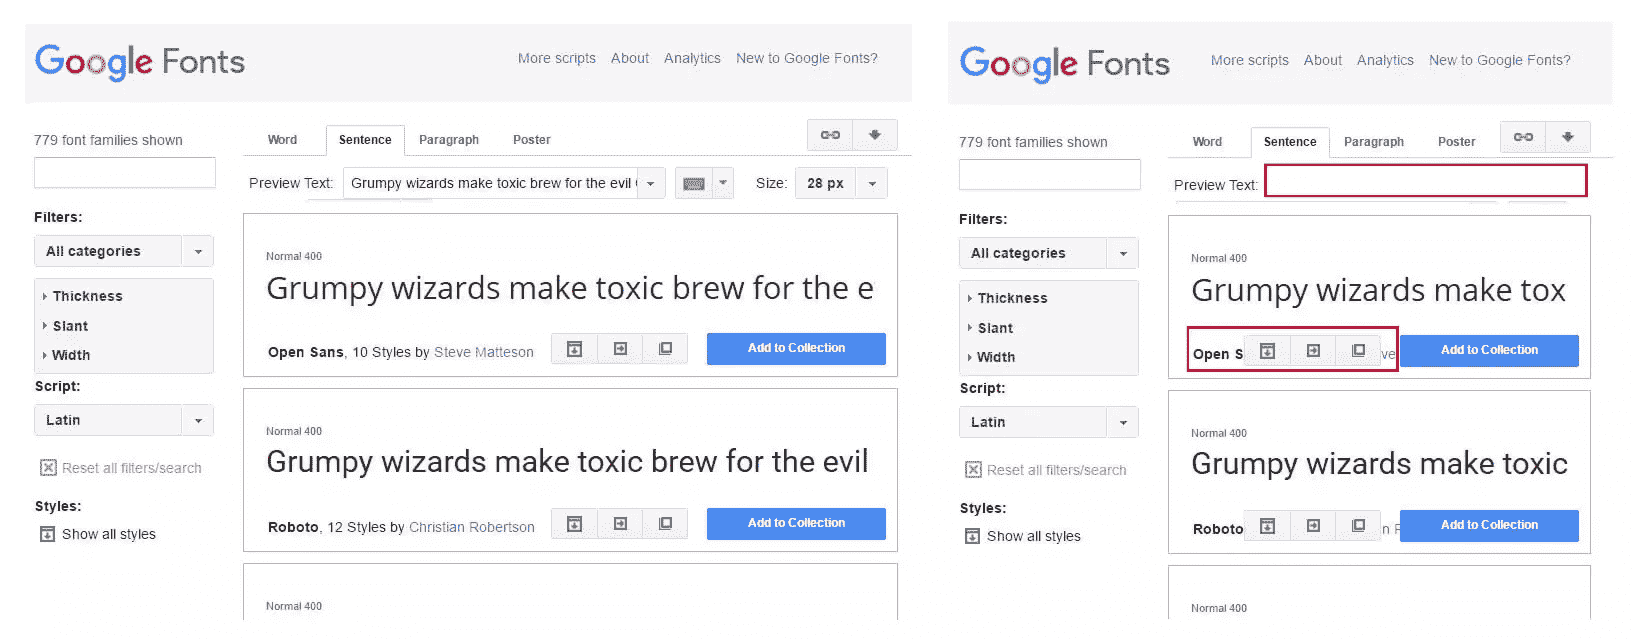 Google Fonts
More scripts About Analytics New to Google Fonts?
779 font families shown
Word Sentence Paragraph Poster
Preview Text: Grumpy wizards make toxic brew for the evil
Size: 28 px
Filters:
All categories
Thickness
Slant
Width
Script:
Latin
Reset all filters/search
Styles:
Show all styles
Normal 400
Grumpy wizards make toxic brew for the e
Open Sans, 10 Styles by Steve Matteson
Add to Collection
Normal 400
Grumpy wizards make toxic brew for the evil
Roboto, 12 Styles by Christian Robertson
Add to Collection
Normal 400
Google Fonts
More scripts About Analytics New to Google Fonts?
779 font families shown
Word Sentence Paragraph Poster
Preview Text:
Filters:
All categories
Thickness
Slant
Width
Script:
Latin
Reset all filters/search
Styles:
Show all styles
Normal 400
Grumpy wizards make tox
Open S ve
Add to Collection
Normal 400
Grumpy wizards make toxic
Roboto
Add to Collection
Normal 400